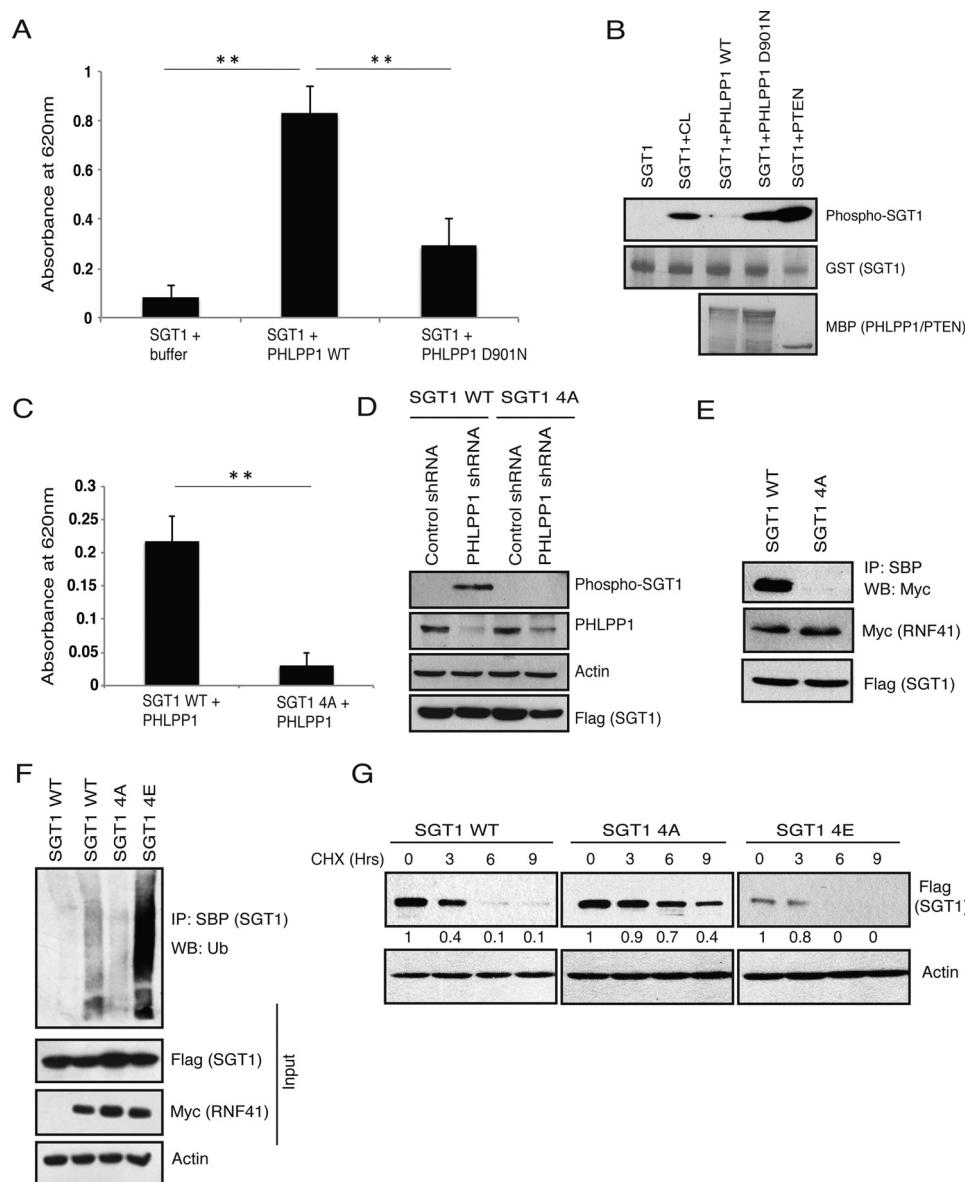 A
* *
* *
Absorbance at 620nm
1
0.8
0.6
0.4
0.2
0
SGT1 +
buffer
SGT1 +
PHLPP1 WT
SGT1 +
PHLPP1 D901N
B
SGT1
SGT1+CL
SGT1+PHLPP1 WT
SGT1+PHLPP1 D901N
SGT1+PTEN
Phospho-SGT1
GST (SGT1)
MBP (PHLPP1/PTEN)
C
* *
Absorbance at 620nm
0.3
0.25
0.2
0.15
0.1
0.05
0
SGT1 WT +
PHLPP1
SGT1 4A +
PHLPP1
D
SGT1 WT SGT1 4A
Control shRNA
PHLPP1 shRNA
Control shRNA
PHLPP1 shRNA
Phospho-SGT1
PHLPP1
Actin
Flag (SGT1)
E
SGT1 WT
SGT1 4A
IP: SBP
WB: Myc
Myc (RNF41)
Flag (SGT1)
F
SGT1 WT
SGT1 WT
SGT1 4A
SGT1 4E
IP: SBP (SGT1)
WB: Ub
Flag (SGT1)
Myc (RNF41)
Actin
Input
G
SGT1 WT SGT1 4A SGT1 4E
CHX (Hrs) 0 3 6 9 0 3 6 9 0 3 6 9
Flag
(SGT1)
1 0.4 0.1 0.1 1 0.9 0.7 0.4 1 0.8 0 0
Actin